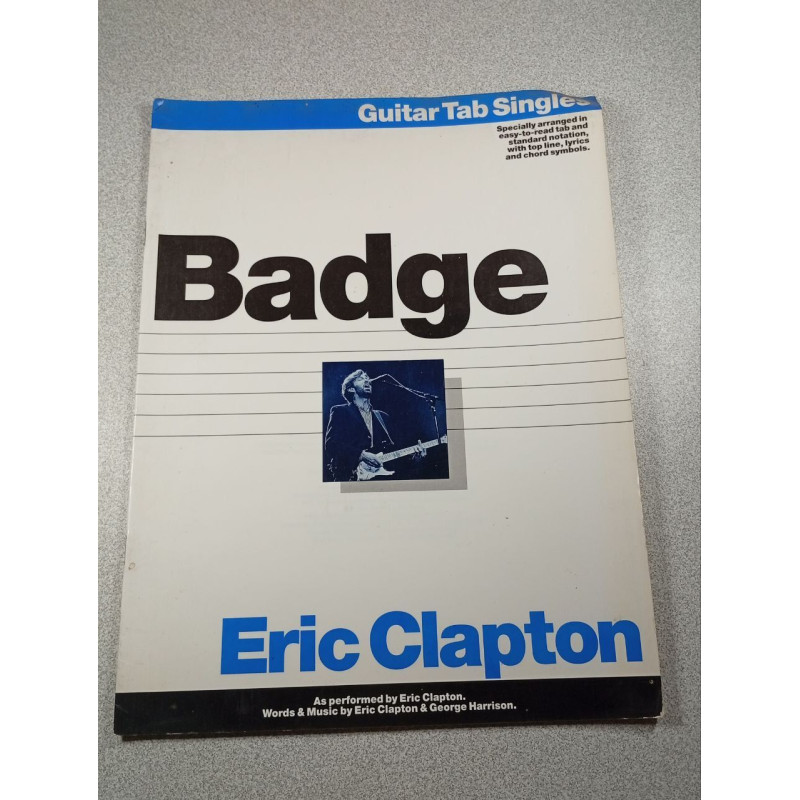 Guitar Tab Singles
Specially arranged in
easy-to-read tab and
standard notation,
with top line, lyrics
and chord symbols.
Badge
Eric Clapton
As performed by Eric Clapton.
Words & Music by Eric Clapton & George Harrison.